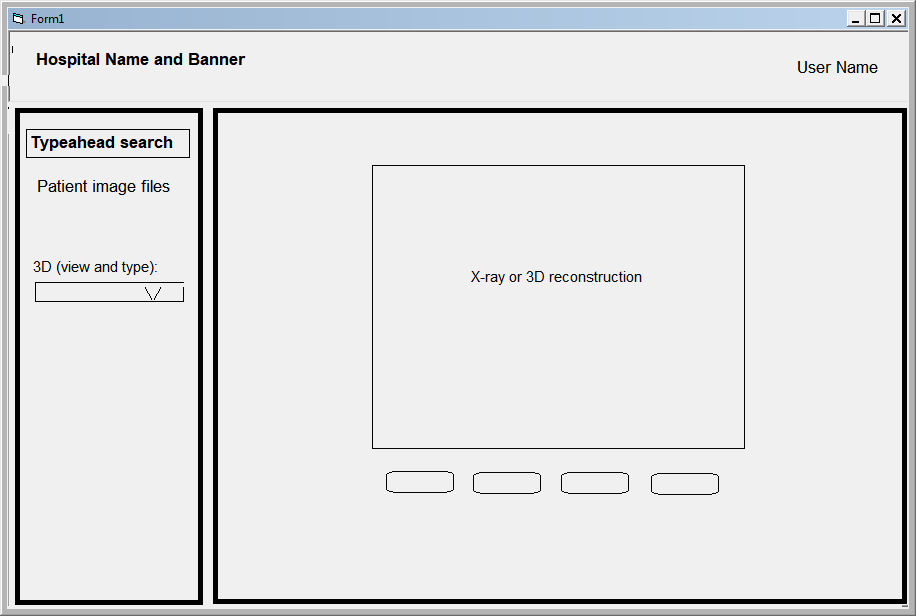 Form1
Hospital Name and Banner
User Name
Typeahead search
Patient image files
3D (view and type):
X-ray or 3D reconstruction